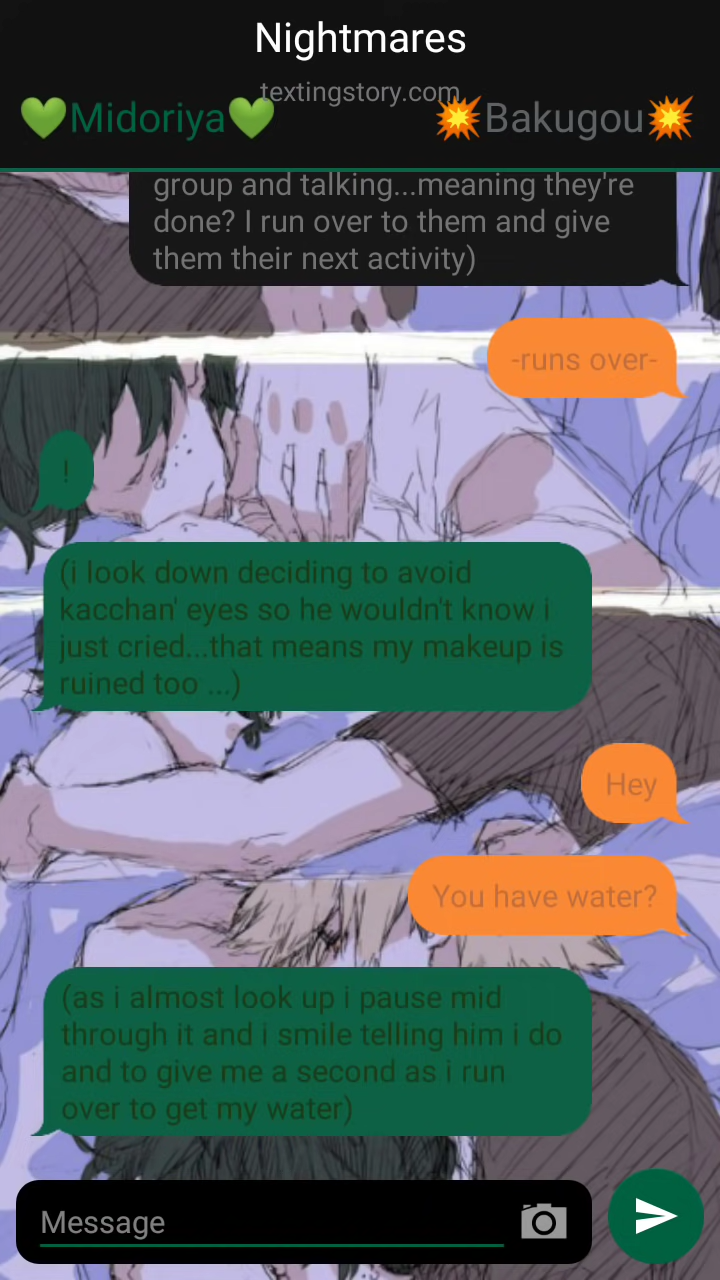 Nightmares
textingstory.com
💚Midoriya💚
💥Bakugou💥
group and talking...meaning they're
done? I run over to them and give
them their next activity)
-runs over-
!
(i look down deciding to avoid
kacchan' eyes so he wouldn't know i
just cried...that means my makeup is
ruined too ...)
Hey
You have water?
(as i almost look up i pause mid
through it and i smile telling him i do
and to give me a second as i run
over to get my water)
Message